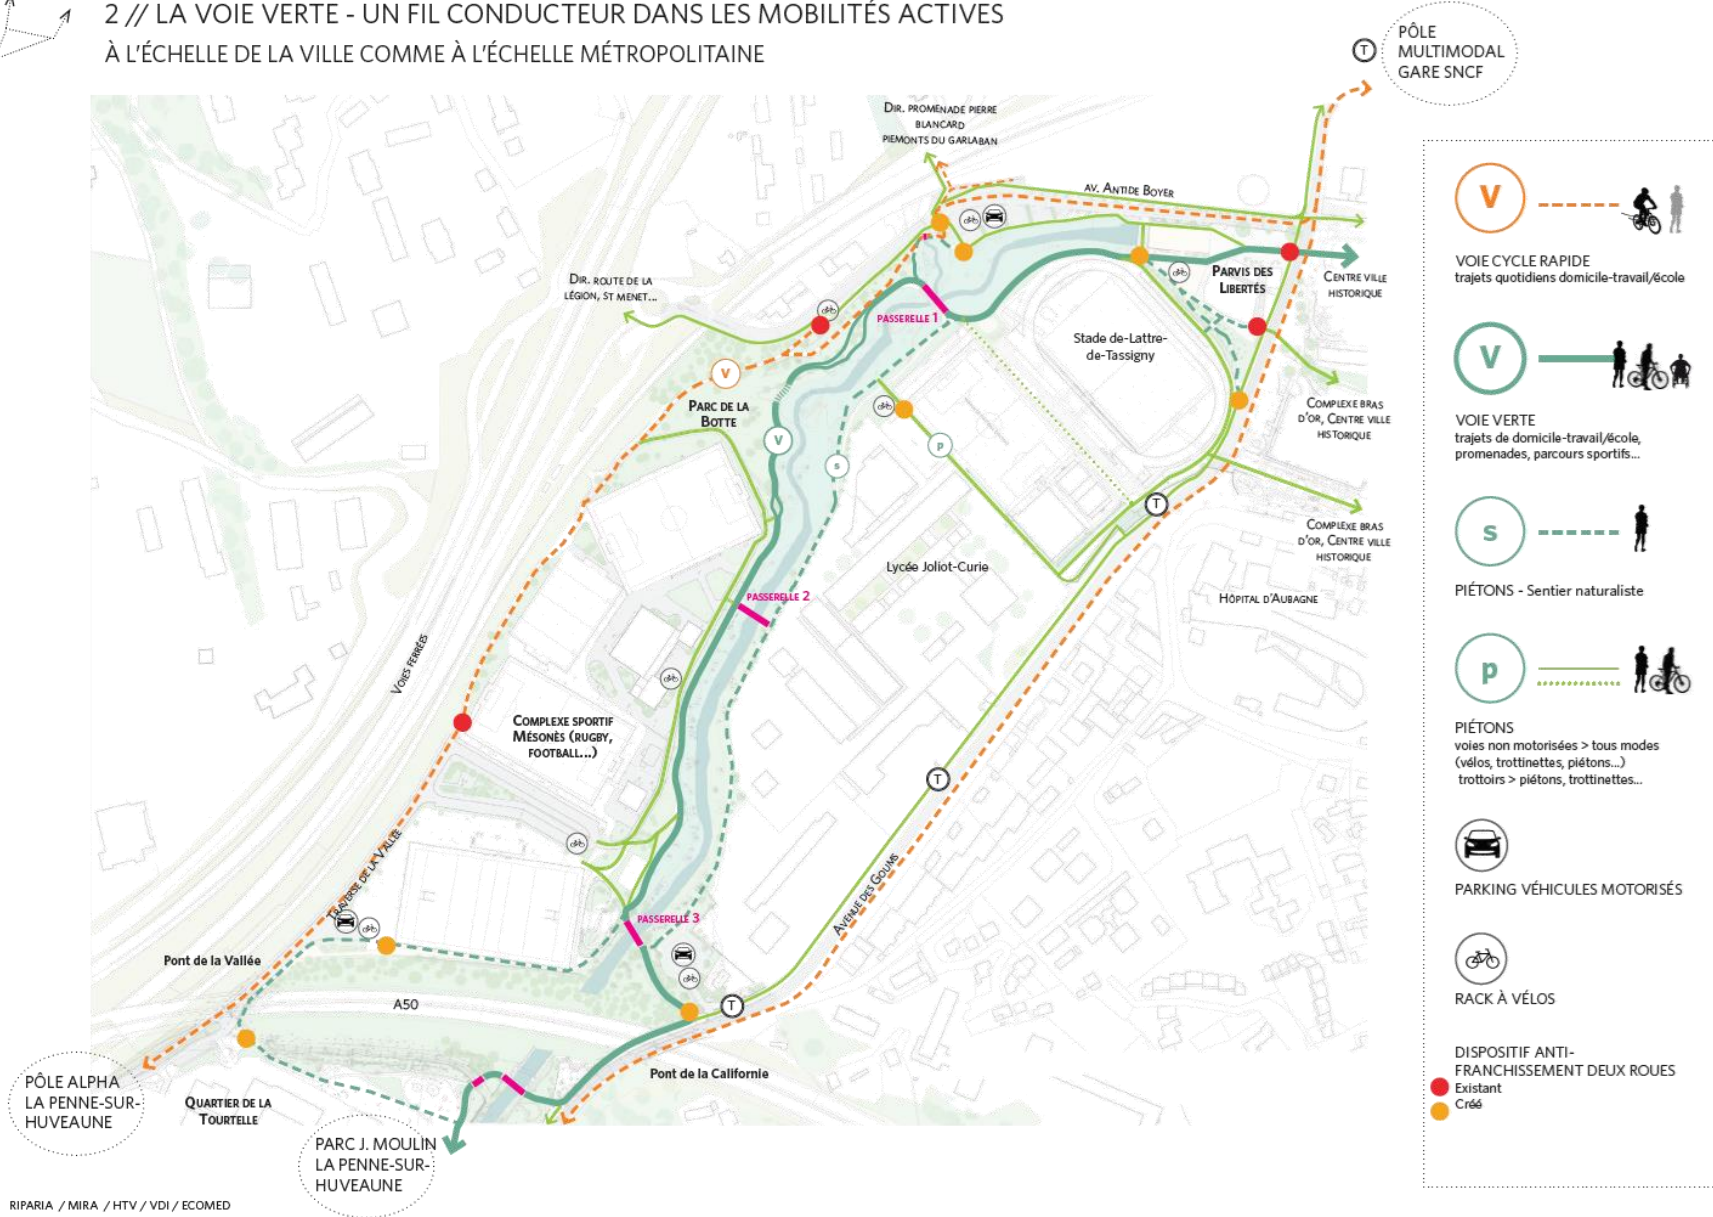 2 // LA VOIE VERTE - UN FIL CONDUCTEUR DANS LES MOBILITÉS ACTIVES
À L'ÉCHELLE DE LA VILLE COMME À L'ÉCHELLE MÉTROPOLITAINE
T
PÔLE
MULTIMODAL
GARE SNCF
DIR. PROMENADE PIERRE
BLANCARD
PIEMONTS DU GARLABAN
AV. ANTIDE BOYER
DIR. ROUTE DE LA
LÉGION, ST MENET...
PARVIS DES
LIBERTÉS
CENTRE VILLE
HISTORIQUE
PASSERELLE 1
Stade de-Lattre-
de-Tassigny
V
PARC DE LA
BOTTE
COMPLEXE BRAS
D'OR, CENTRE VILLE
HISTORIQUE
V
p
s
T
COMPLEXE BRAS
D'OR, CENTRE VILLE
HISTORIQUE
Lycée Joliot-Curie
PASSERELLE 2
HÔPITAL D'AUBAGNE
VOIES FERRÉES
COMPLEXE SPORTIF
MÉSONÈS (RUGBY,
FOOTBALL...)
T
TRAVERSE DE LA VALLÉE
AVENUE DES GOUMS
PASSERELLE 3
Pont de la Vallée
A50
T
Pont de la Californie
PÔLE ALPHA
LA PENNE-SUR-
HUVEAUNE
QUARTIER DE LA
TOURTELLE
PARC J. MOULIN
LA PENNE-SUR-
HUVEAUNE
RIPARIA / MIRA / HTV / VDI / ECOMED
V
VOIE CYCLE RAPIDE
trajets quotidiens domicile-travail/école
V
VOIE VERTE
trajets de domicile-travail/école,
promenades, parcours sportifs...
s
PIÉTONS - Sentier naturaliste
p
PIÉTONS
voies non motorisées > tous modes
(vélos, trottinettes, piétons...)
trottoirs > piétons, trottinettes...
PARKING VÉHICULES MOTORISÉS
RACK À VÉLOS
DISPOSITIF ANTI-
FRANCHISSEMENT DEUX ROUES
Existant
Créé